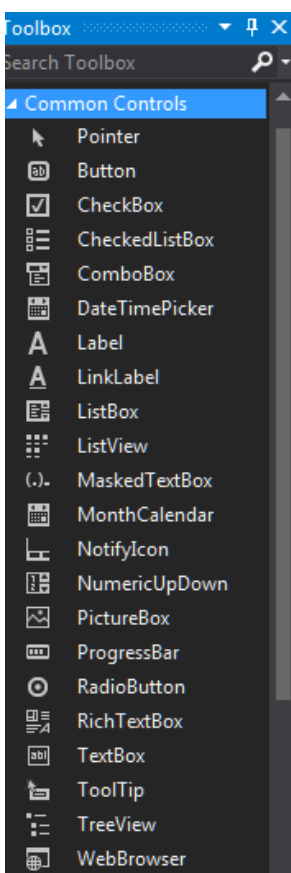 Toolbox
Search Toolbox
Common Controls
Pointer
Button
CheckBox
CheckedListBox
ComboBox
DateTimePicker
Label
LinkLabel
ListBox
ListView
MaskedTextBox
MonthCalendar
NotifyIcon
NumericUpDown
PictureBox
ProgressBar
RadioButton
RichTextBox
TextBox
ToolTip
TreeView
WebBrowser